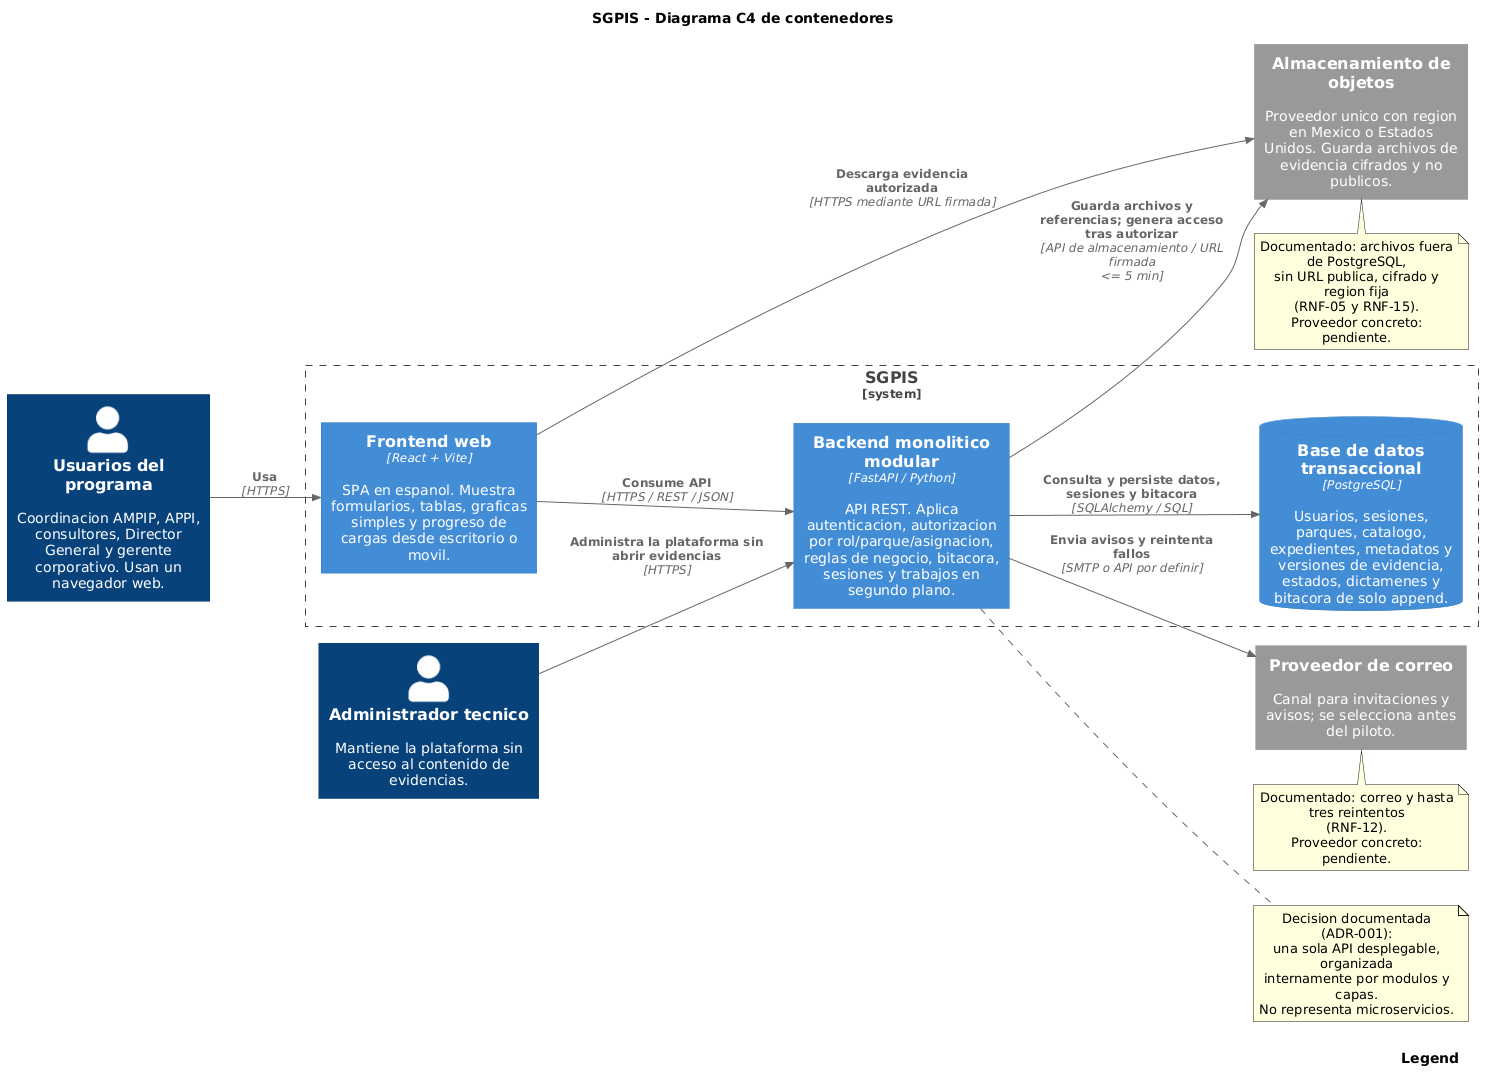 SGPIS - Diagrama C4 de contenedores
Almacenamiento de
objetos
Proveedor unico con region
en Mexico o Estados
Unidos. Guarda archivos de
evidencia cifrados y no
publicos.
Descarga evidencia
autorizada
[HTTPS mediante URL firmada]
Guarda archivos y
referencias; genera acceso
tras autorizar
[API de almacenamiento / URL
firmada
<= 5 min]
Documentado: archivos fuera
de PostgreSQL,
sin URL publica, cifrado y
region fija
(RNF-05 y RNF-15).
Proveedor concreto:
pendiente.
SGPIS
[system]
Usuarios del
programa
Coordinacion AMPIP, APPI,
consultores, Director
General y gerente
corporativo. Usan un
navegador web.
Usa
[HTTPS]
Frontend web
[React + Vite]
SPA en espanol. Muestra
formularios, tablas, graficas
simples y progreso de
cargas desde escritorio o
movil.
Consume API
[HTTPS / REST / JSON]
Administra la plataforma sin
abrir evidencias
[HTTPS]
Backend monolitico
modular
[FastAPI / Python]
API REST. Aplica
autenticacion, autorizacion
por rol/parque/asignacion,
reglas de negocio, bitacora,
sesiones y trabajos en
segundo plano.
Consulta y persiste datos,
sesiones y bitacora
[SQLAlchemy / SQL]
Envia avisos y reintenta
fallos
[SMTP o API por definir]
Base de datos
transaccional
[PostgreSQL]
Usuarios, sesiones,
parques, catalogo,
expedientes, metadatos y
versiones de evidencia,
estados, dictamenes y
bitacora de solo append.
Administrador tecnico
Mantiene la plataforma sin
acceso al contenido de
evidencias.
Proveedor de correo
Canal para invitaciones y
avisos; se selecciona antes
del piloto.
Documentado: correo y hasta
tres reintentos
(RNF-12).
Proveedor concreto:
pendiente.
Decision documentada
(ADR-001):
una sola API desplegable,
organizada
internamente por modulos y
capas.
No representa microservicios.
Legend